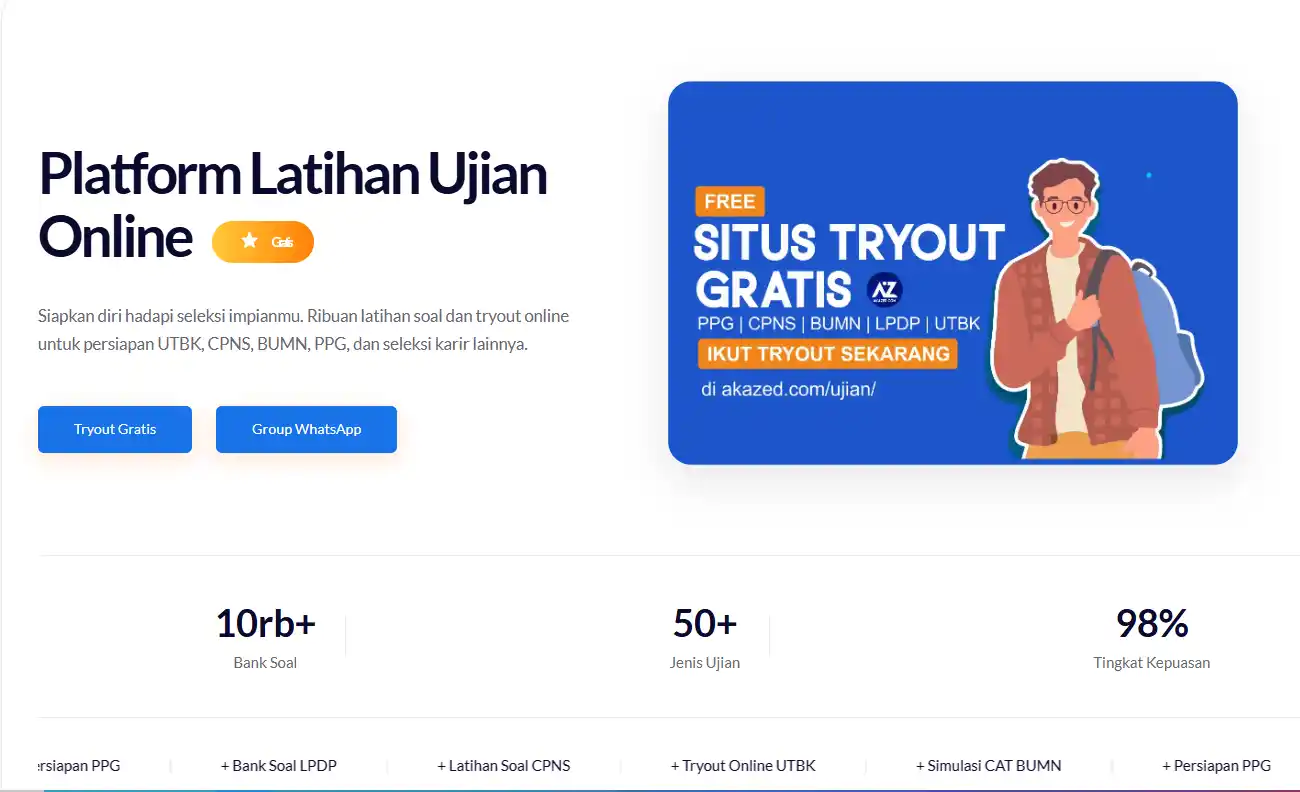 Platform Latihan Ujian
Online
Siapkan diri hadapi seleksi impianmu. Ribuan latihan soal dan tryout online
untuk persiapan UTBK, CPNS, BUMN, PPG, dan seleksi karir lainnya.
Tryout Gratis
Group WhatsApp
FREE
SITUS TRYOUT
GRATIS
AZ
AKAZED.COM
PPG | CPNS | BUMN | LPDP | UTBK
IKUT TRYOUT SEKARANG
di akazed.com/ujian/
10rb+
Bank Soal
50+
Jenis Ujian
98%
Tingkat Kepuasan
ersiapan PPG
+ Bank Soal LPDP
+ Latihan Soal CPNS
+ Tryout Online UTBK
+ Simulasi CAT BUMN
+ Persiapan PPG